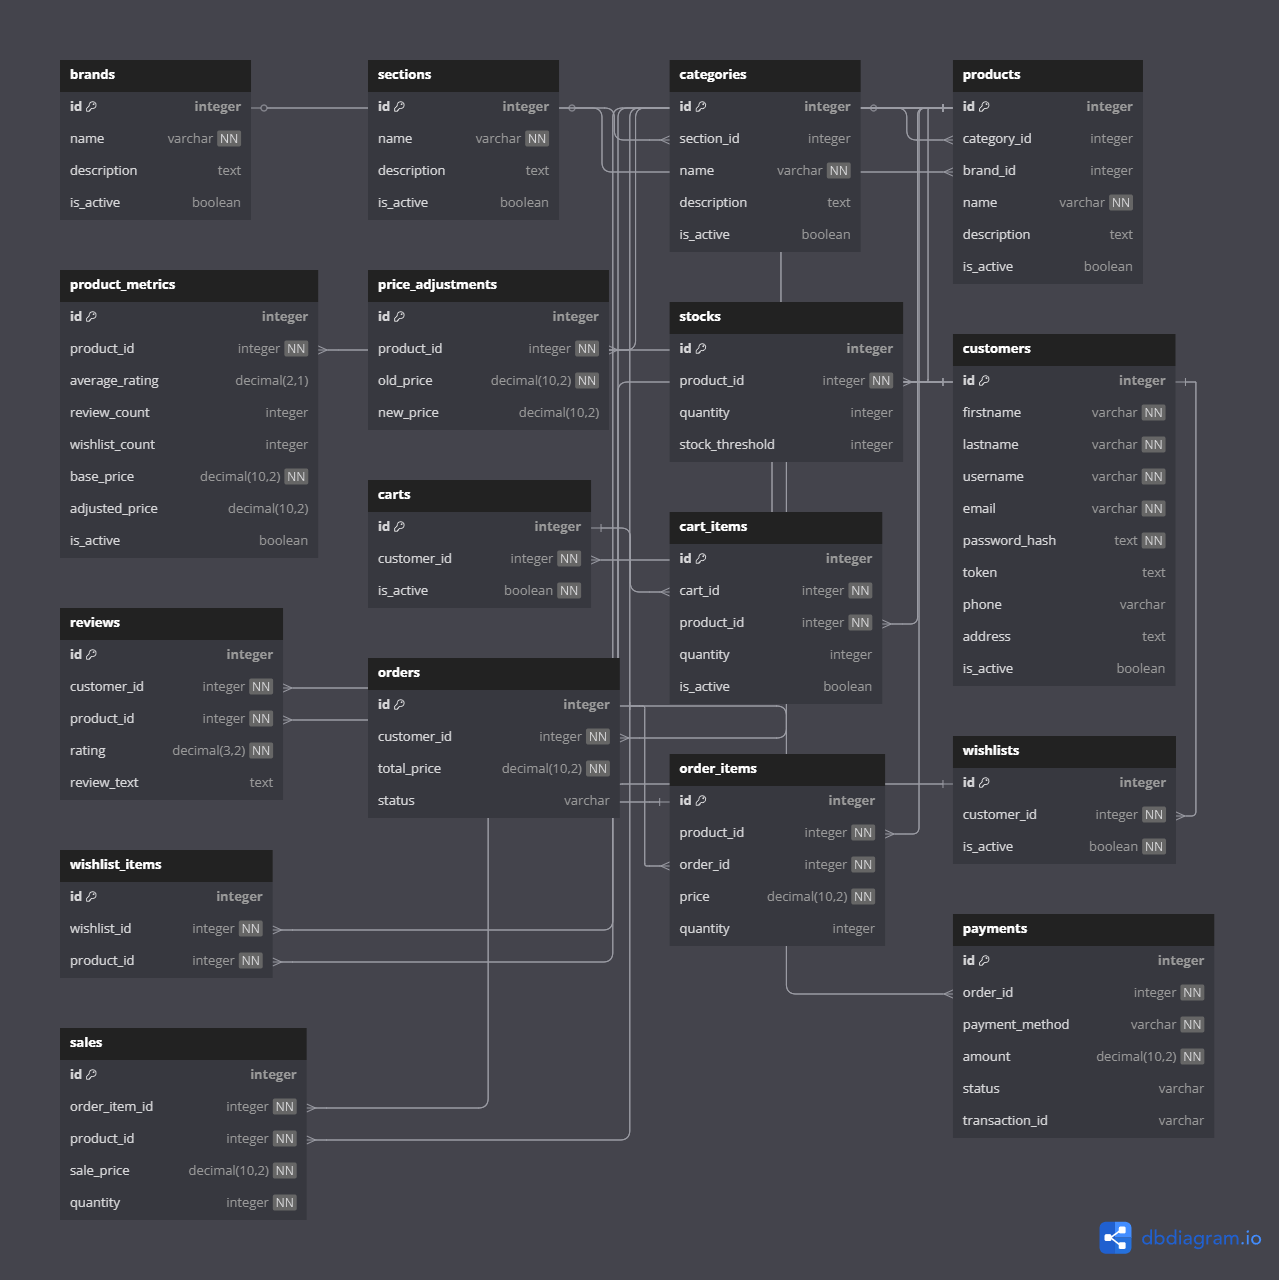 brands
id integer
name varchar NN
description text
is_active boolean
sections
id integer
name varchar NN
description text
is_active boolean
categories
id integer
section_id integer
name varchar NN
description text
is_active boolean
products
id integer
category_id integer
brand_id integer
name varchar NN
description text
is_active boolean
product_metrics
id integer
product_id integer NN
average_rating decimal(2,1)
review_count integer
wishlist_count integer
base_price decimal(10,2) NN
adjusted_price decimal(10,2)
is_active boolean
price_adjustments
id integer
product_id integer NN
old_price decimal(10,2) NN
new_price decimal(10,2)
stocks
id integer
product_id integer NN
quantity integer
stock_threshold integer
customers
id integer
firstname varchar NN
lastname varchar NN
username varchar NN
email varchar NN
password_hash text NN
token text
phone varchar
address text
is_active boolean
carts
id integer
customer_id integer NN
is_active boolean NN
cart_items
id integer
cart_id integer NN
product_id integer NN
quantity integer
is_active boolean
reviews
id integer
customer_id integer NN
product_id integer NN
rating decimal(3,2) NN
review_text text
orders
id integer
customer_id integer NN
total_price decimal(10,2) NN
status varchar
order_items
id integer
product_id integer NN
order_id integer NN
price decimal(10,2) NN
quantity integer
wishlists
id integer
customer_id integer NN
is_active boolean NN
wishlist_items
id integer
wishlist_id integer NN
product_id integer NN
payments
id integer
order_id integer NN
payment_method varchar NN
amount decimal(10,2) NN
status varchar
transaction_id varchar
sales
id integer
order_item_id integer NN
product_id integer NN
sale_price decimal(10,2) NN
quantity integer NN
dbdiagram.io